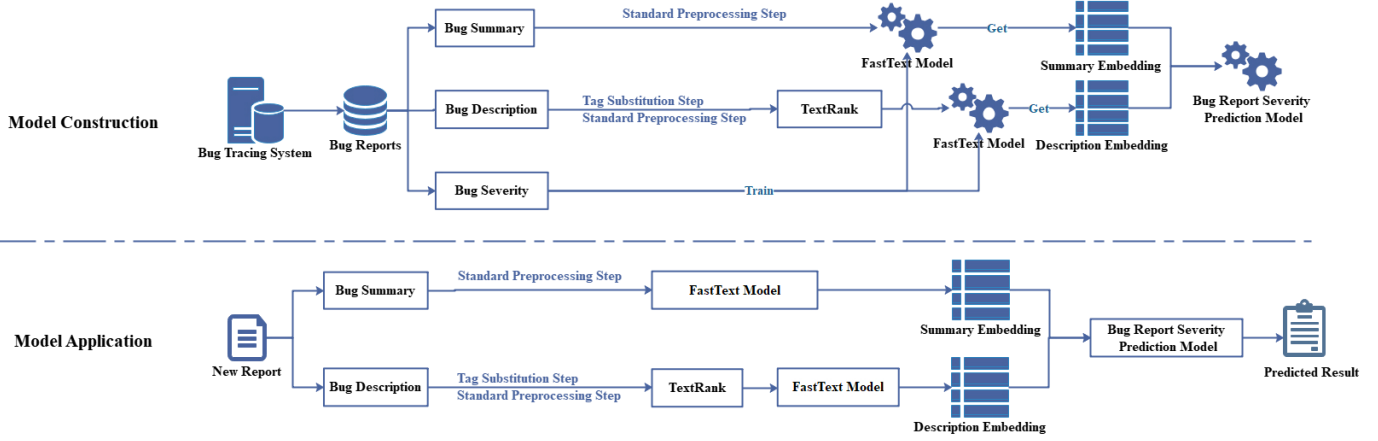 Standard Preprocessing Step
Bug Summary
Get
FastText Model
Summary Embedding
Tag Substitution Step
Bug Description
Standard Preprocessing Step
TextRank
Get
Bug Report Severity
Prediction Model
Model Construction
Bug Tracing System
Bug Reports
FastText Model
Description Embedding
Bug Severity
Train
Standard Preprocessing Step
Bug Summary
FastText Model
Summary Embedding
Model Application
New Report
Bug Report Severity
Prediction Model
Predicted Result
Tag Substitution Step
Bug Description
Standard Preprocessing Step
TextRank
FastText Model
Description Embedding